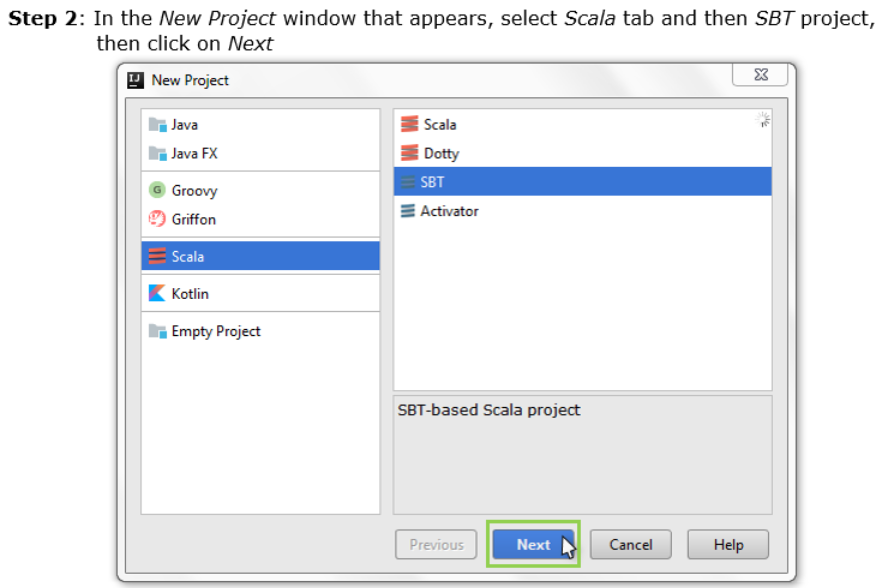 Step 2: In the New Project window that appears, select Scala tab and then SBT project,
then click on Next
New Project
Java
Java FX
Groovy
Griffon
Scala
Kotlin
Empty Project
Scala
Dotty
SBT
Activator
SBT-based Scala project
Previous
Next
Cancel
Help